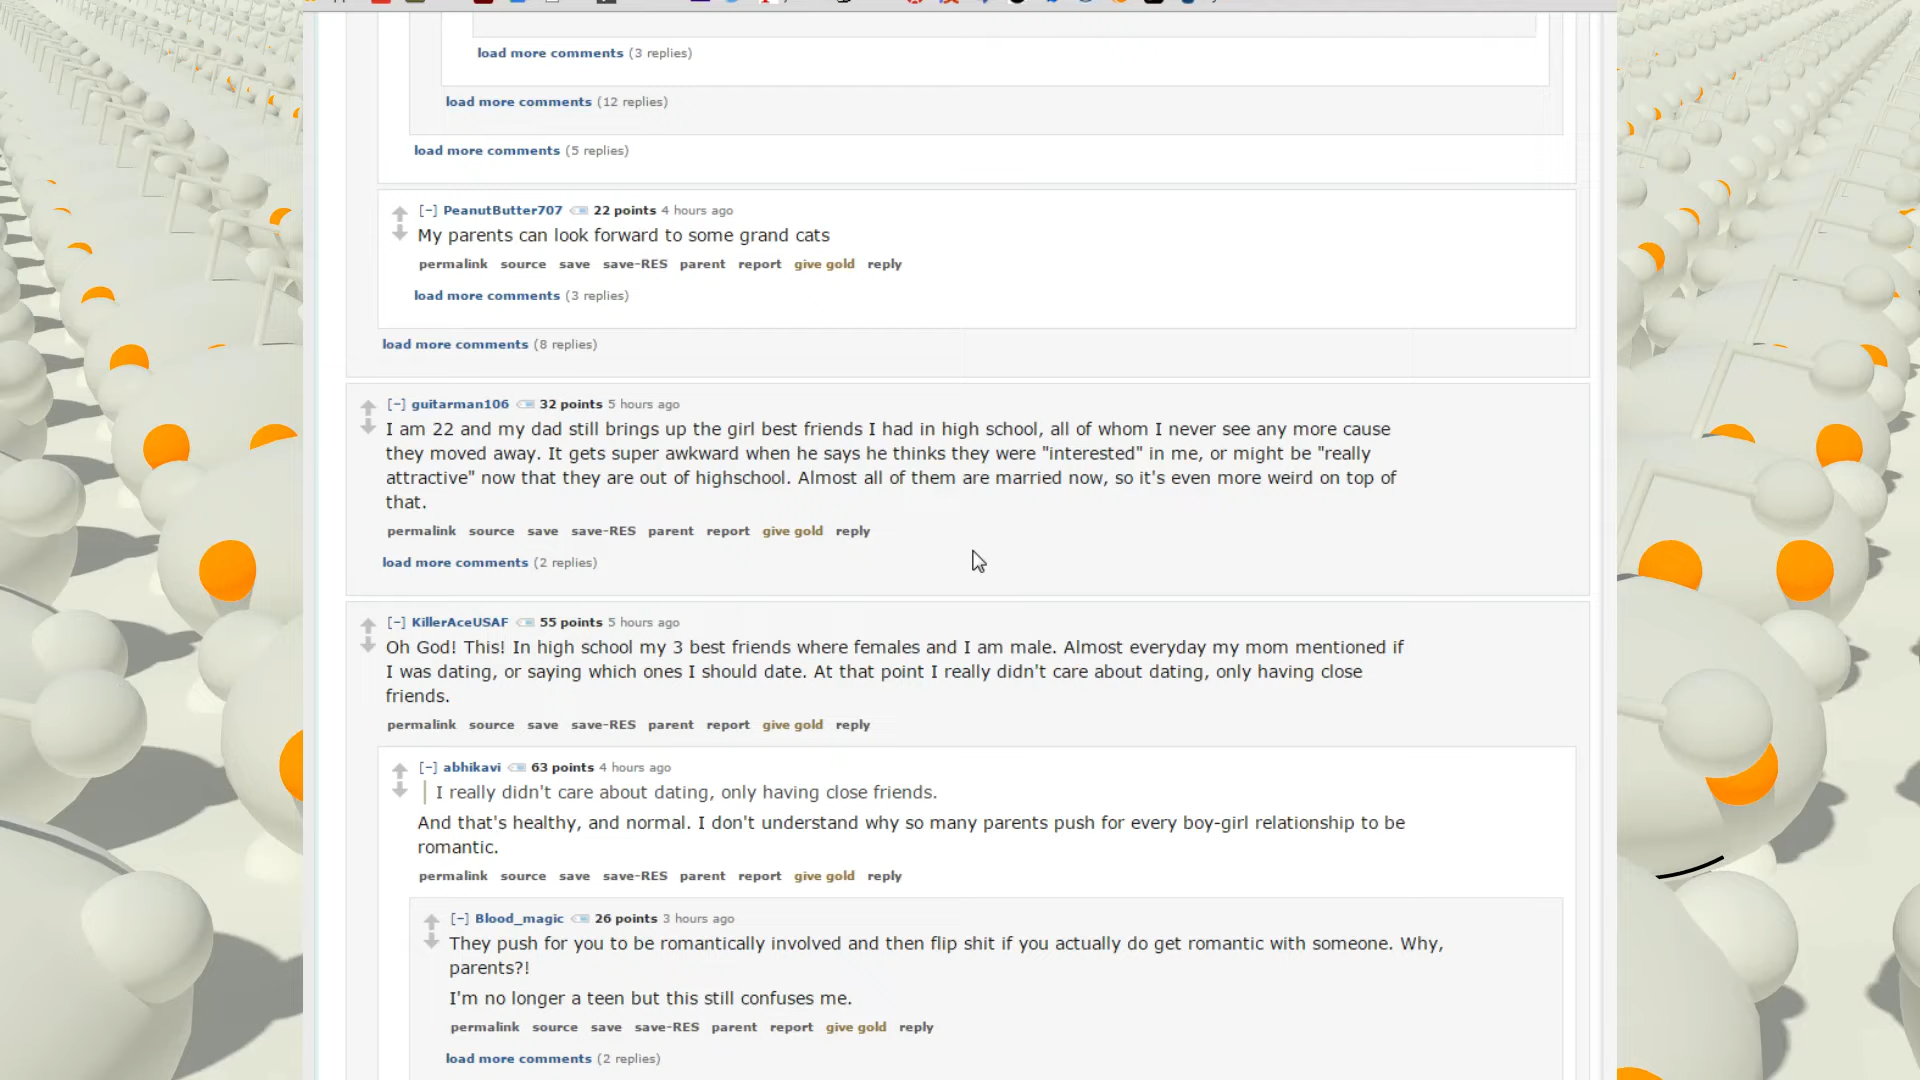 load more comments (3 replies)
load more comments (12 replies)
load more comments (5 replies)
[−] PeanutButter707 22 points 4 hours ago
My parents can look forward to some grand cats
permalink source save save-RES parent report give gold reply
load more comments (3 replies)
load more comments (8 replies)
[−] guitarman106 32 points 5 hours ago
I am 22 and my dad still brings up the girl best friends I had in high school, all of whom I never see any more cause
they moved away. It gets super awkward when he says he thinks they were "interested" in me, or might be "really
attractive" now that they are out of highschool. Almost all of them are married now, so it's even more weird on top of
that.
permalink source save save-RES parent report give gold reply
load more comments (2 replies)
[−] KillerAceUSAF 55 points 5 hours ago
Oh God! This! In high school my 3 best friends where females and I am male. Almost everyday my mom mentioned if
I was dating, or saying which ones I should date. At that point I really didn't care about dating, only having close
friends.
permalink source save save-RES parent report give gold reply
[−] abhikavi 63 points 4 hours ago
I really didn't care about dating, only having close friends.
And that's healthy, and normal. I don't understand why so many parents push for every boy-girl relationship to be
romantic.
permalink source save save-RES parent report give gold reply
[−] Blood_magic 26 points 3 hours ago
They push for you to be romantically involved and then flip shit if you actually do get romantic with someone. Why,
parents?!
I'm no longer a teen but this still confuses me.
permalink source save save-RES parent report give gold reply
load more comments (2 replies)